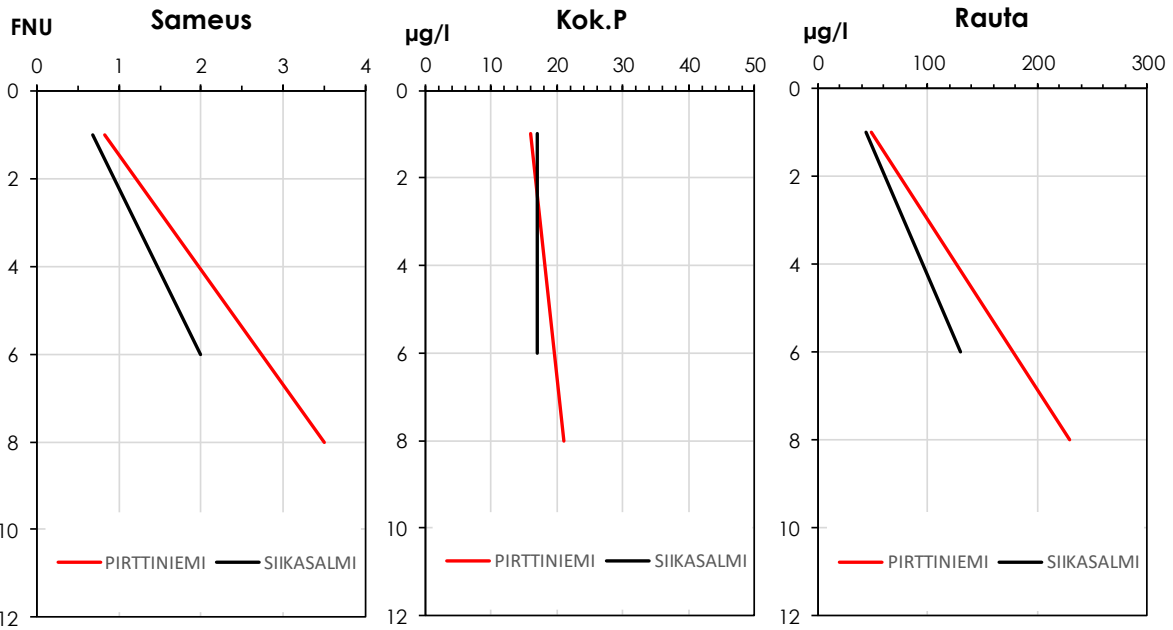 Sameus
FNU
0 1 2 3 4
0
2
4
6
8
10
12
PIRTTINIEMI SIIKASALMI
Kok.P
µg/l
0 10 20 30 40 50
0
2
4
6
8
10
12
PIRTTINIEMI SIIKASALMI
Rauta
µg/l
0 100 200 300
0
2
4
6
8
10
12
PIRTTINIEMI SIIKASALMI